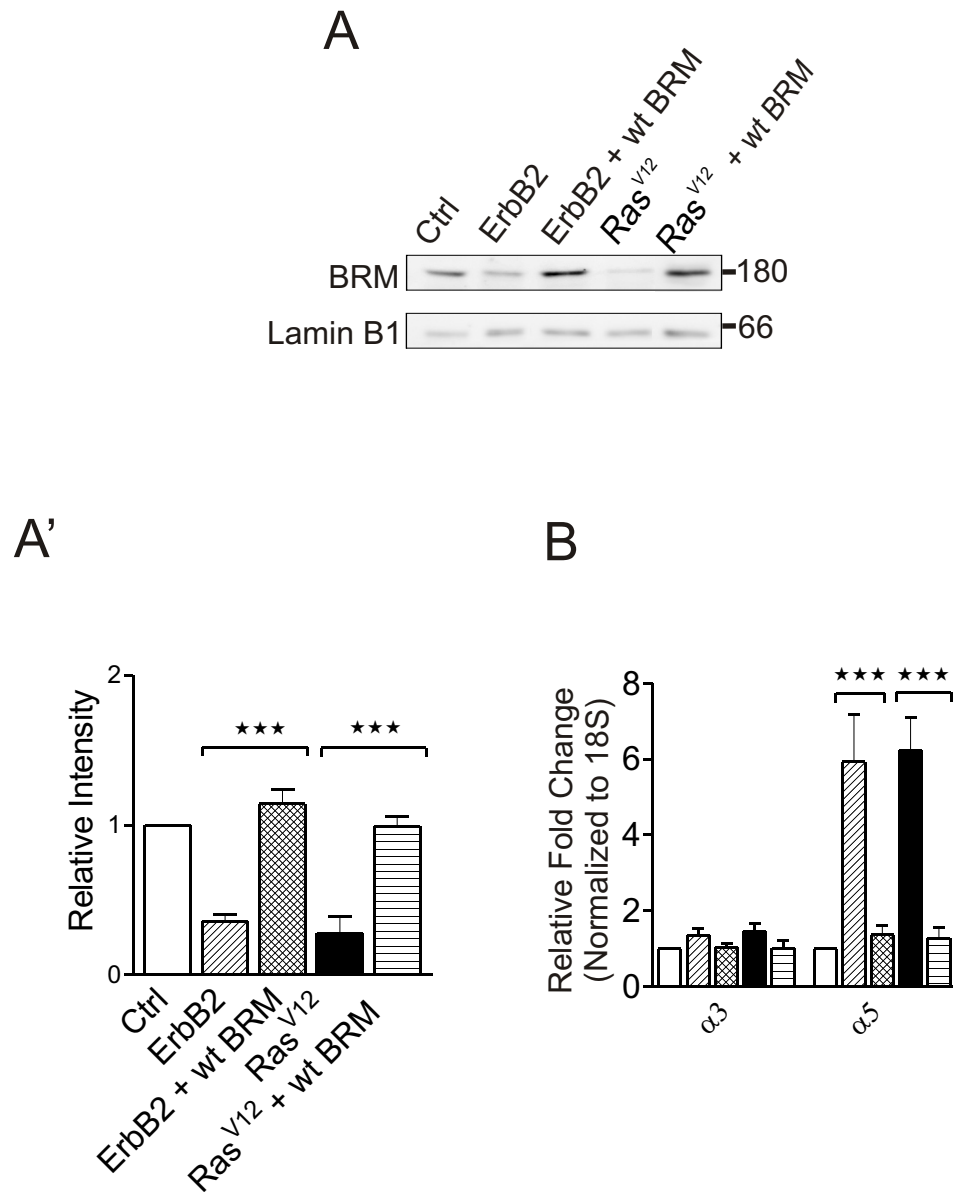 A
Ctrl
ErbB2
ErbB2 + wt BRM
Ras V12
Ras V12 + wt BRM
BRM
180
Lamin B1
66
A’
2
1
0
Relative Intensity
★★★
★★★
Ctrl
ErbB2
ErbB2 + wt BRM
Ras V12
Ras V12 + wt BRM
B
8
6
4
2
0
Relative Fold Change
(Normalized to 18S)
★★★
★★★
α3
α5